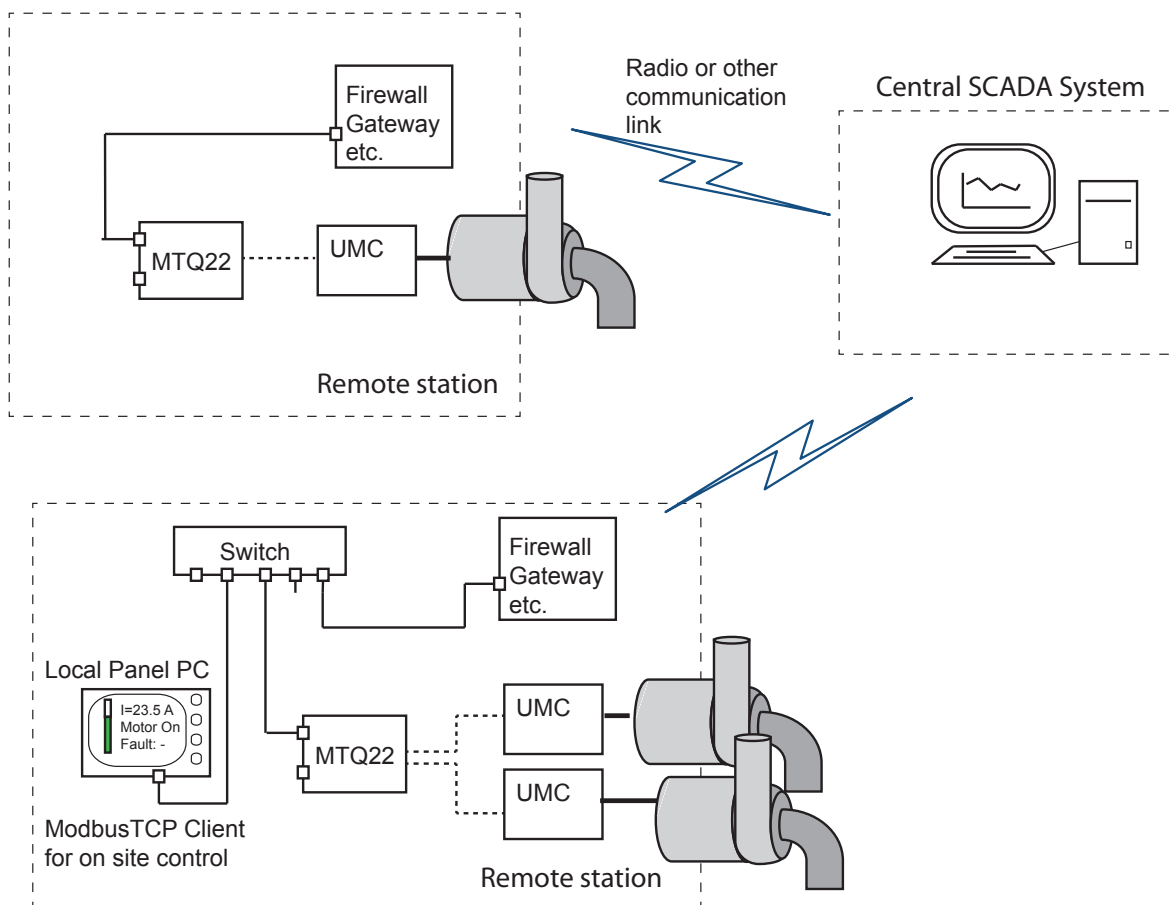 Firewall
Gateway
etc.
Radio or other
communication
link
Central SCADA System
MTQ22
UMC
Remote station
Switch
Firewall
Gateway
etc.
Local Panel PC
I=23.5 A
Motor On
Fault: -
MTQ22
UMC
UMC
ModbusTCP Client
for on site control
Remote station